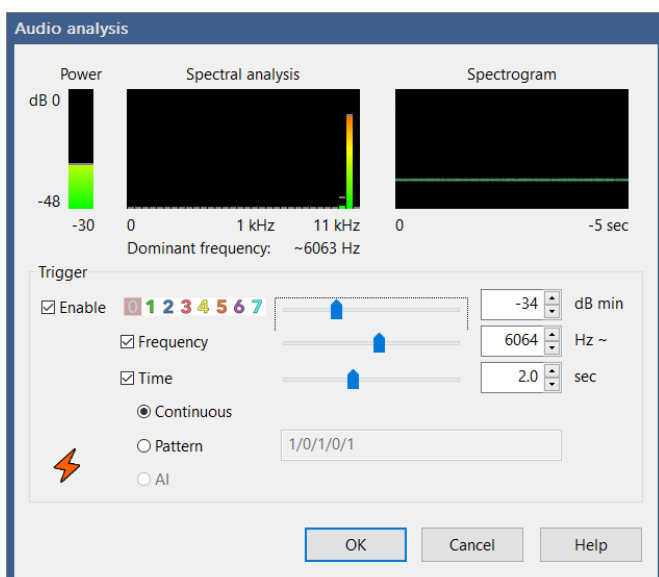 Audio analysis
Power Spectral analysis Spectrogram
dB 0
-48
-30 0 1 kHz 11 kHz 0 -5 sec
Dominant frequency: ~6063 Hz
Trigger
Enable 0 1 2 3 4 5 6 7 -34 dB min
Frequency 6064 Hz ~
Time 2.0 sec
Continuous
Pattern 1/0/1/0/1
AI
OK Cancel Help